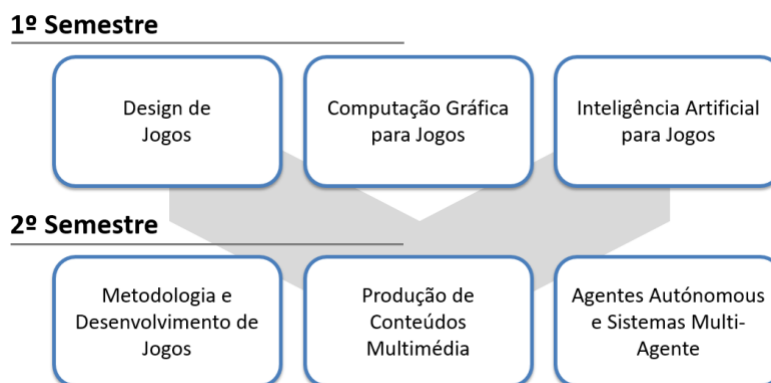 1º Semestre
Design de
Jogos
Computação Gráfica
para Jogos
Inteligência Artificial
para Jogos
2º Semestre
Metodologia e
Desenvolvimento de
Jogos
Produção de
Conteúdos
Multimédia
Agentes Autónomous
e Sistemas Multi-
Agente